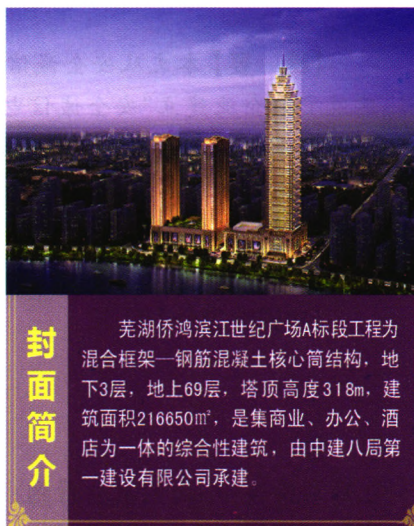 封面简介
芜湖侨鸿滨江世纪广场A标段工程为
混合框架—钢筋混凝土核心筒结构，地
下3层，地上69层，塔顶高度318m，建
筑面积216650㎡，是集商业、办公、酒
店为一体的综合性建筑，由中建八局第
一建设有限公司承建。